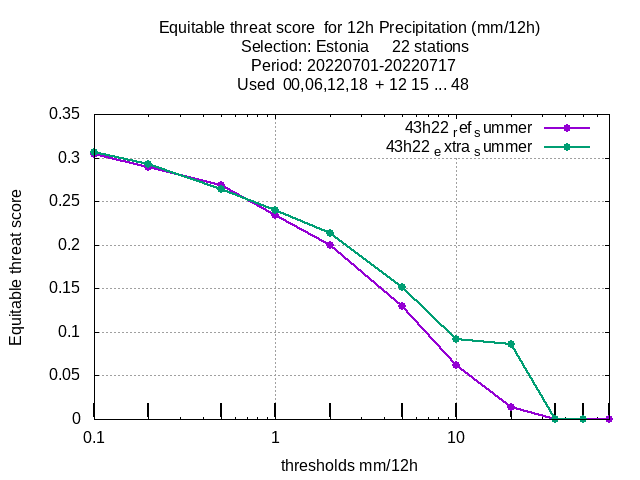 Equitable threat score  for 12h Precipitation (mm/12h)
Selection: Estonia     22 stations
Period: 20220701-20220717
Used  00,06,12,18  + 12 15 ... 48
43h22 ref summer
43h22 extra summer
0.35
0.3
0.25
0.2
0.15
0.1
0.05
0
Equitable threat score
0.1 1 10
thresholds mm/12h